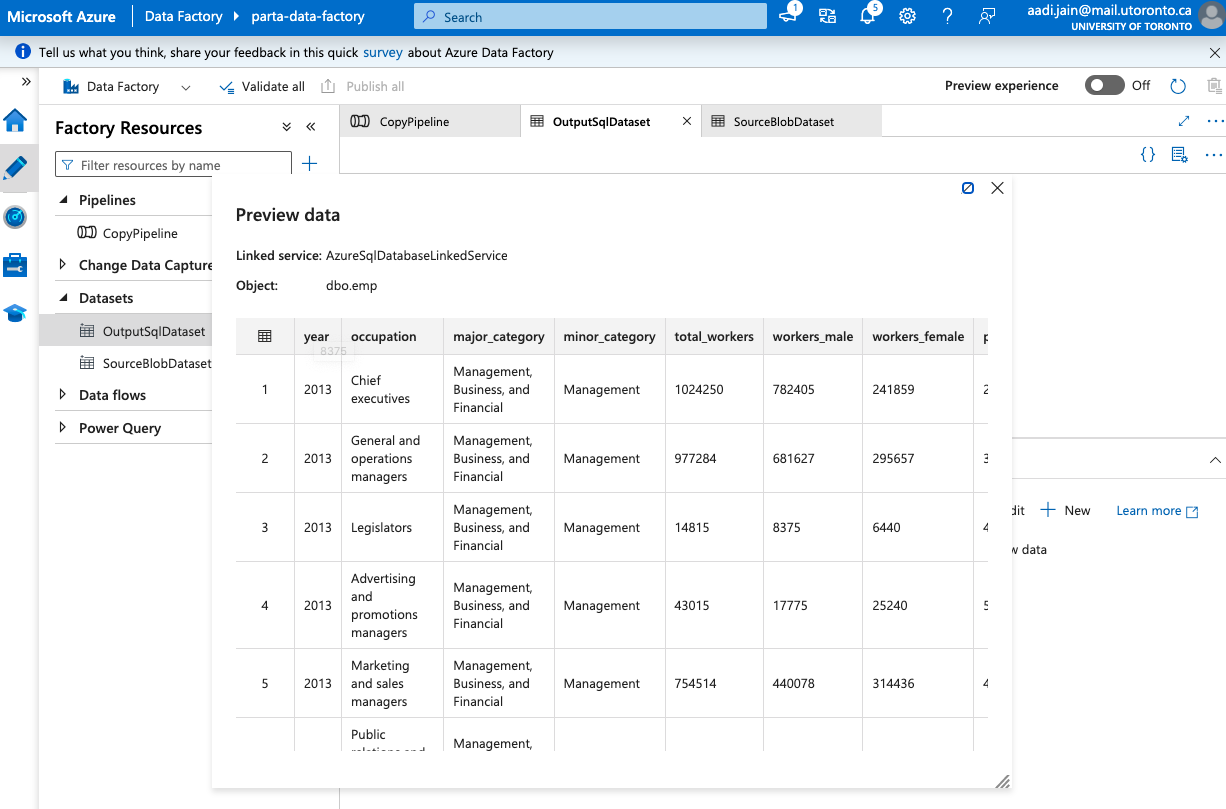 Microsoft Azure
Data Factory
parta-data-factory
Search
1
5
aadi.jain@mail.utoronto.ca
UNIVERSITY OF TORONTO
Tell us what you think, share your feedback in this quick survey about Azure Data Factory
Data Factory
Validate all
Publish all
Preview experience
Off
Factory Resources
Filter resources by name
Pipelines
CopyPipeline
Change Data Capture
Datasets
OutputSqlDataset
SourceBlobDataset
Data flows
Power Query
CopyPipeline
OutputSqlDataset
SourceBlobDataset
Preview data
Linked service: AzureSqlDatabaseLinkedService
Object: dbo.emp
year occupation major_category minor_category total_workers workers_male workers_female p
8375
1 2013 Chief executives Management, Business, and Financial Management 1024250 782405 241859 2
2 2013 General and operations managers Management, Business, and Financial Management 977284 681627 295657 3
3 2013 Legislators Management, Business, and Financial Management 14815 8375 6440 4
4 2013 Advertising and promotions managers Management, Business, and Financial Management 43015 17775 25240 5
5 2013 Marketing and sales managers Management, Business, and Financial Management 754514 440078 314436 4
Public relations and Management,
dit
New
Learn more
w data